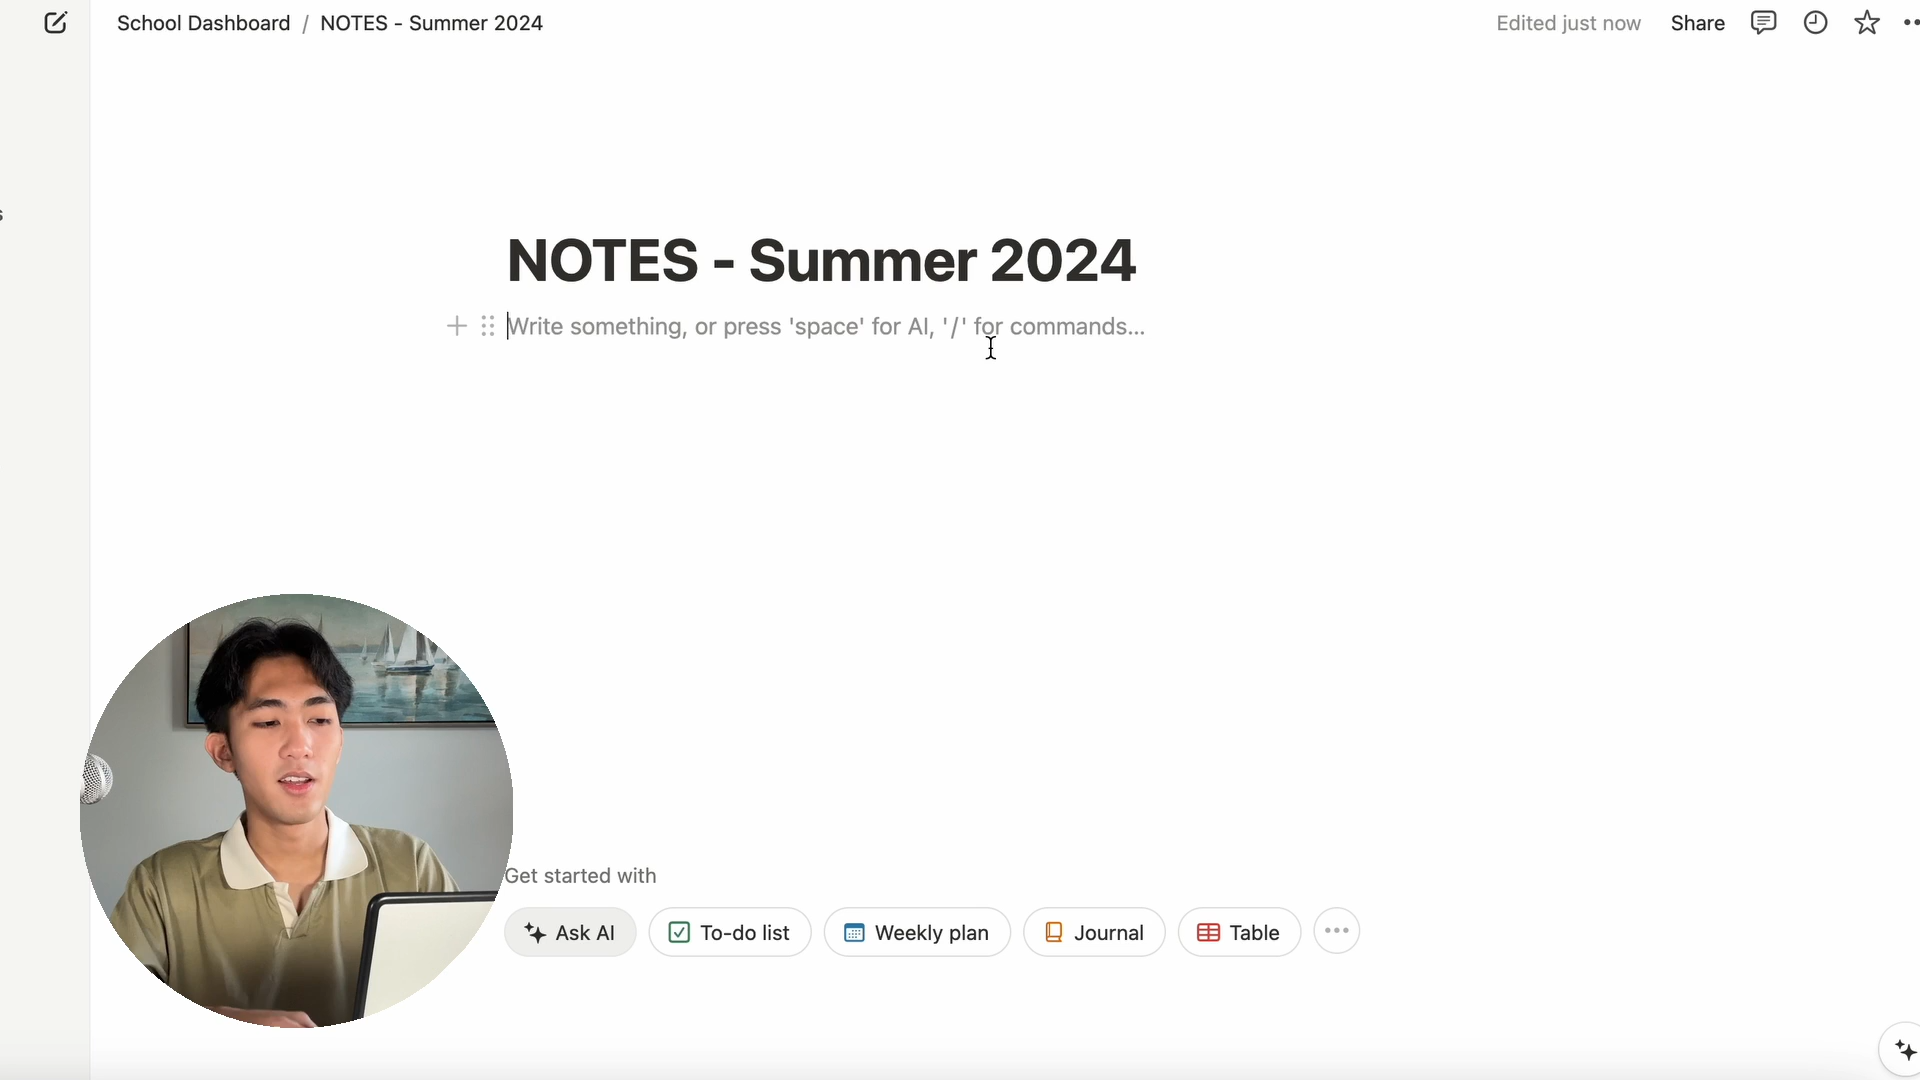 School Dashboard / NOTES - Summer 2024
Edited just now
Share
s
NOTES - Summer 2024
Write something, or press 'space' for AI, '/' for commands...
Get started with
Ask AI
To-do list
Weekly plan
Journal
Table